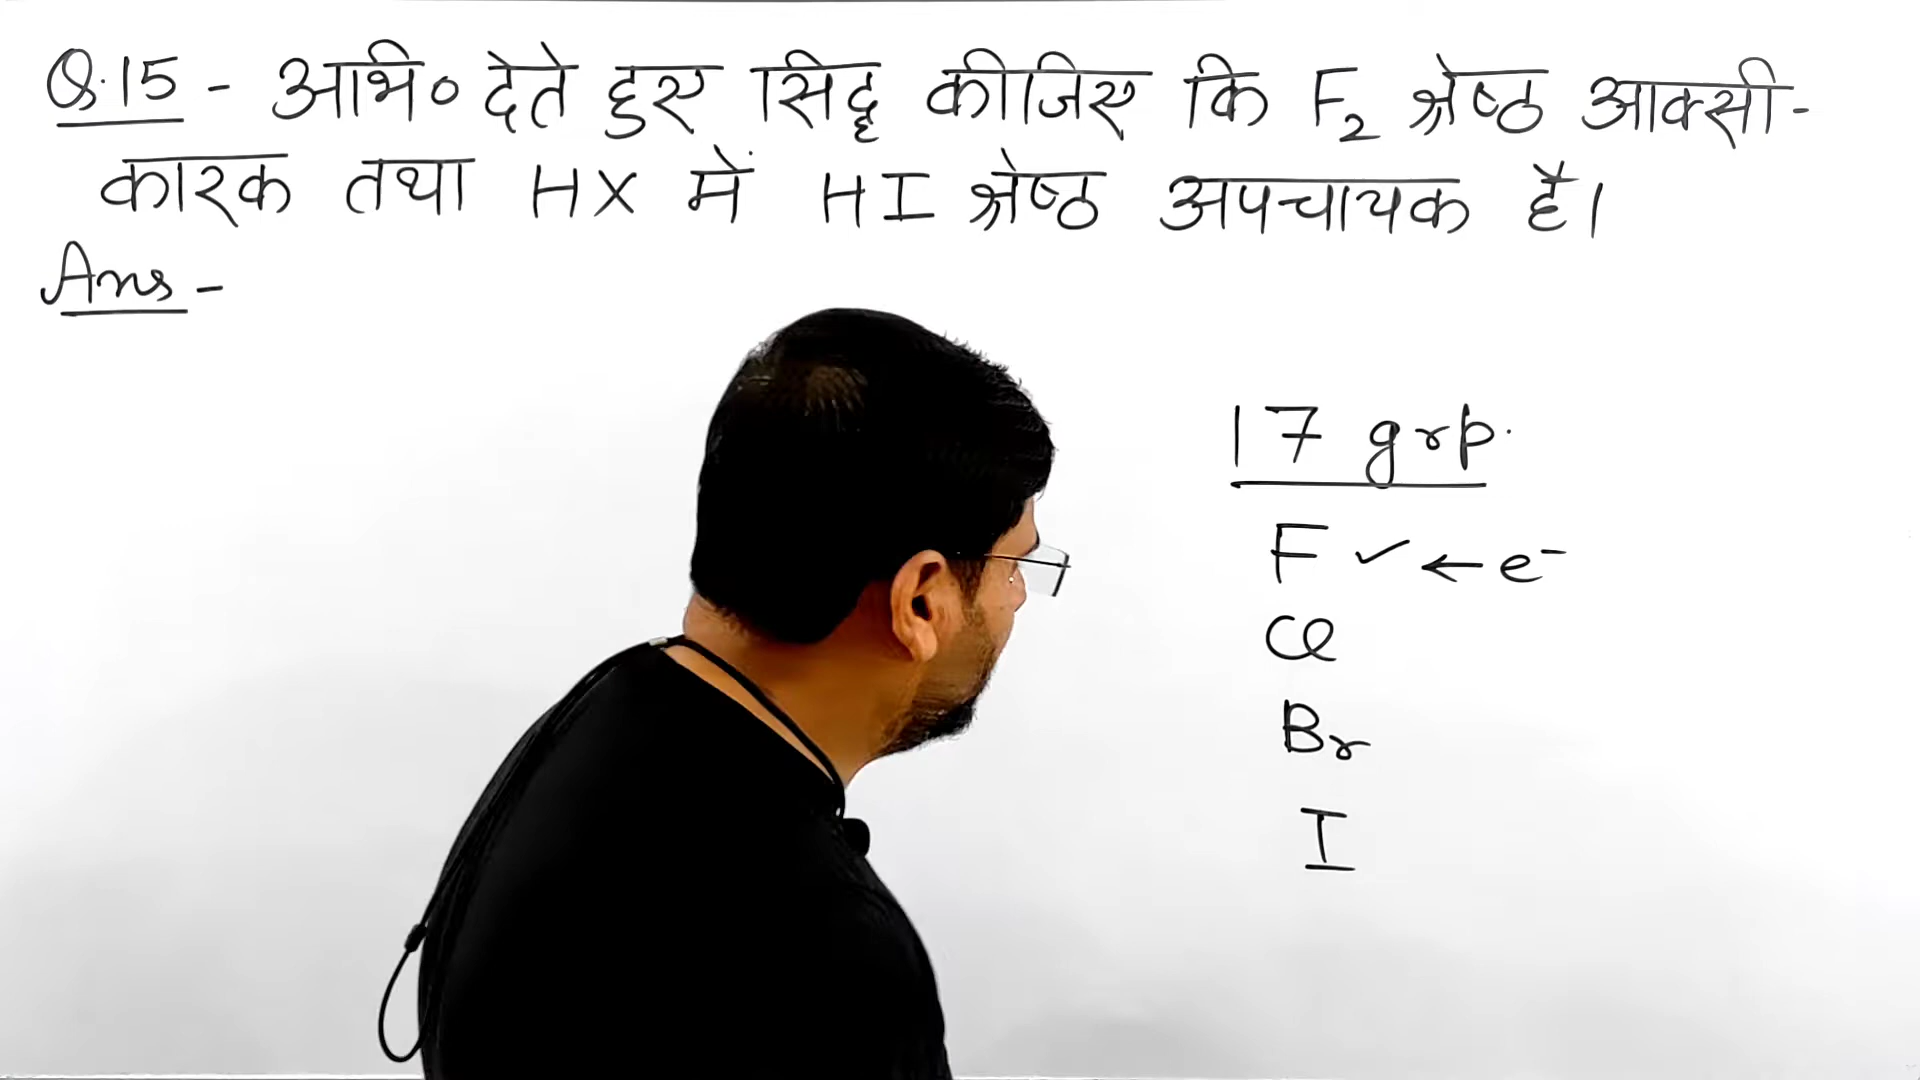 Q.15 - अभि० देते हुए सिद्ध कीजिए कि F₂ श्रेष्ठ आक्सी-
कारक तथा HX में HI श्रेष्ठ अपचायक है।
Ans -
17 grp.
F ✓ ← e⁻
Cl
Br
I